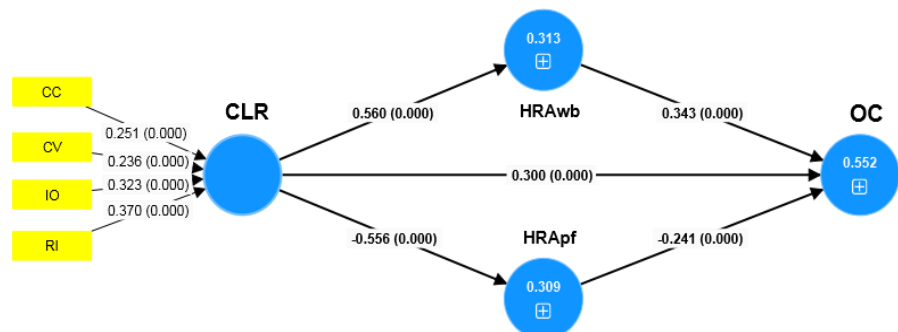 0.313
HRAwb
CLR
OC
CC
0.251 (0.000)
0.560 (0.000)
0.343 (0.000)
CV
0.236 (0.000)
0.300 (0.000)
0.552
IO
0.323 (0.000)
RI
0.370 (0.000)
-0.556 (0.000)
HRApf
-0.241 (0.000)
0.309